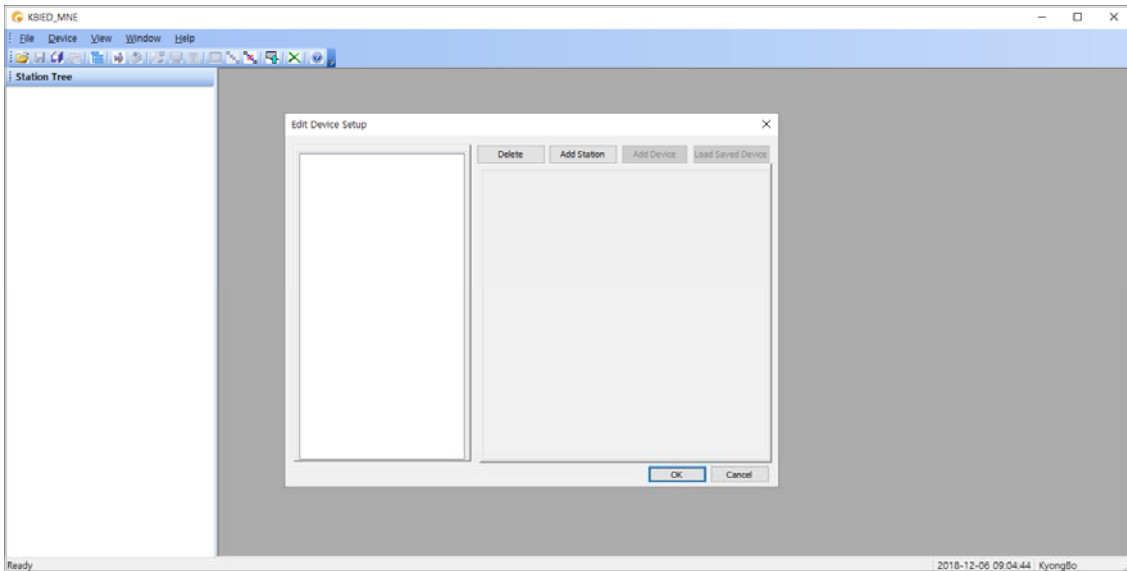 KBIED_MNE
File Device View Window Help
Station Tree
Edit Device Setup
Delete Add Station Add Device Load Saved Device
OK Cancel
Ready 2018-12-06 09:04:44 KyongBo